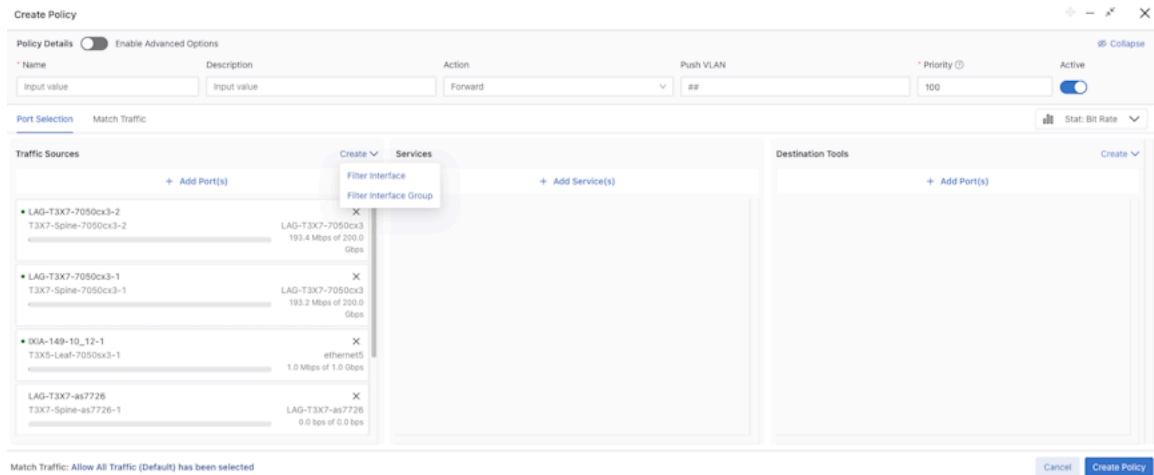 Create Policy
Policy Details Enable Advanced Options Collapse
* Name Description Action Push VLAN * Priority Active
Input value Input value Forward ## 100
Port Selection Match Traffic Stat: Bit Rate
Traffic Sources Create Services Destination Tools Create
Filter Interface
+ Add Port(s) + Add Service(s) + Add Port(s)
Filter Interface Group
LAG-T3X7-7050cx3-2
T3X7-Spine-7050cx3-2 LAG-T3X7-7050cx3
193.4 Mbps of 200.0
Gbps
LAG-T3X7-7050cx3-1
T3X7-Spine-7050cx3-1 LAG-T3X7-7050cx3
193.2 Mbps of 200.0
Gbps
IXIA-149-10_12-1
T3X5-Leaf-7050sx3-1 ethernet5
1.0 Mbps of 1.0 Gbps
LAG-T3X7-as7726
T3X7-Spine-as7726-1 LAG-T3X7-as7726
0.0 bps of 0.0 bps
Match Traffic: Allow All Traffic (Default) has been selected Cancel Create Policy